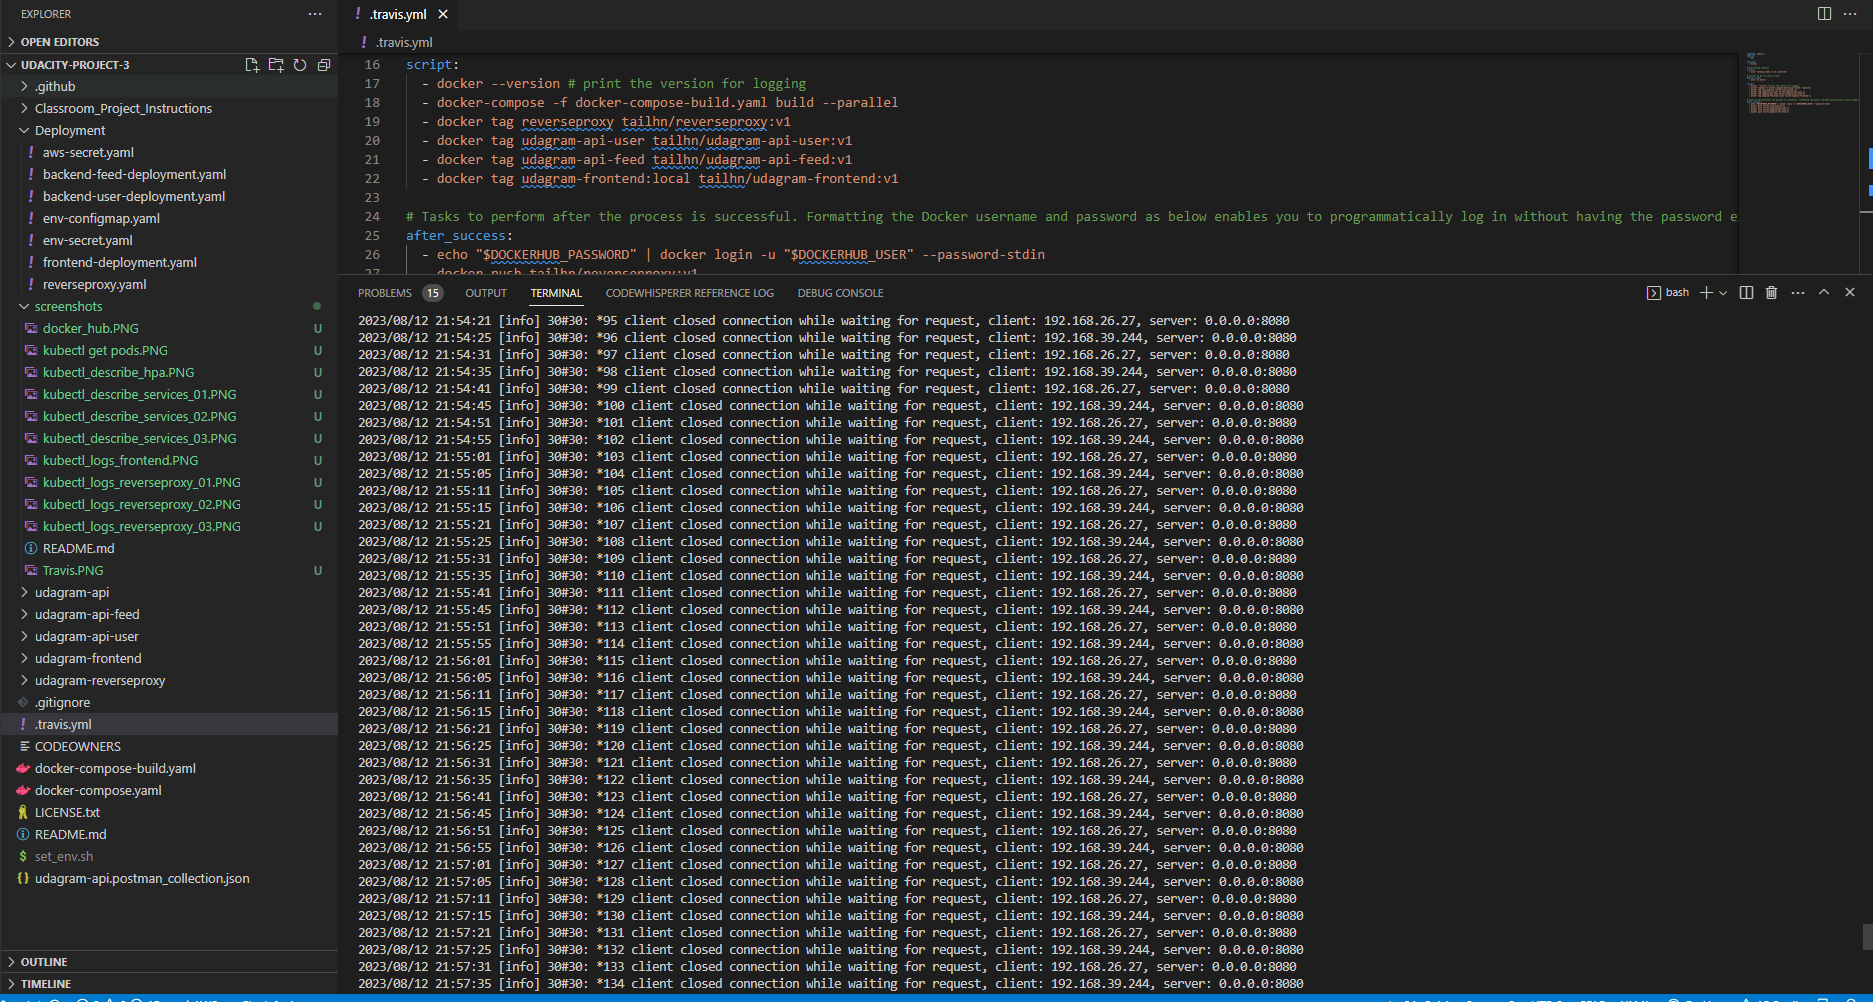 EXPLORER
OPEN EDITORS
UDACITY-PROJECT-3
.github
Classroom_Project_Instructions
Deployment
! aws-secret.yaml
! backend-feed-deployment.yaml
! backend-user-deployment.yaml
! env-configmap.yaml
! env-secret.yaml
! frontend-deployment.yaml
! reverseproxy.yaml
screenshots
docker_hub.PNG U
kubectl get pods.PNG U
kubectl_describe_hpa.PNG U
kubectl_describe_services_01.PNG U
kubectl_describe_services_02.PNG U
kubectl_describe_services_03.PNG U
kubectl_logs_frontend.PNG U
kubectl_logs_reverseproxy_01.PNG U
kubectl_logs_reverseproxy_02.PNG U
kubectl_logs_reverseproxy_03.PNG U
README.md
Travis.PNG U
udagram-api
udagram-api-feed
udagram-api-user
udagram-frontend
udagram-reverseproxy
.gitignore
! .travis.yml
CODEOWNERS
docker-compose-build.yaml
docker-compose.yaml
LICENSE.txt
README.md
$ set_env.sh
{} udagram-api.postman_collection.json
OUTLINE
TIMELINE
! .travis.yml
! .travis.yml
16 script:
17 - docker --version # print the version for logging
18 - docker-compose -f docker-compose-build.yaml build --parallel
19 - docker tag reverseproxy tailhn/reverseproxy:v1
20 - docker tag udagram-api-user tailhn/udagram-api-user:v1
21 - docker tag udagram-api-feed tailhn/udagram-api-feed:v1
22 - docker tag udagram-frontend:local tailhn/udagram-frontend:v1
23
24 # Tasks to perform after the process is successful. Formatting the Docker username and password as below enables you to programmatically log in without having the password e
25 after_success:
26 - echo "$DOCKERHUB_PASSWORD" | docker login -u "$DOCKERHUB_USER" --password-stdin
27 - docker push tailhn/reverseproxy:v1
PROBLEMS 15 OUTPUT TERMINAL CODEWHISPERER REFERENCE LOG DEBUG CONSOLE bash
2023/08/12 21:54:21 [info] 30#30: *95 client closed connection while waiting for request, client: 192.168.26.27, server: 0.0.0.0:8080
2023/08/12 21:54:25 [info] 30#30: *96 client closed connection while waiting for request, client: 192.168.39.244, server: 0.0.0.0:8080
2023/08/12 21:54:31 [info] 30#30: *97 client closed connection while waiting for request, client: 192.168.26.27, server: 0.0.0.0:8080
2023/08/12 21:54:35 [info] 30#30: *98 client closed connection while waiting for request, client: 192.168.39.244, server: 0.0.0.0:8080
2023/08/12 21:54:41 [info] 30#30: *99 client closed connection while waiting for request, client: 192.168.26.27, server: 0.0.0.0:8080
2023/08/12 21:54:45 [info] 30#30: *100 client closed connection while waiting for request, client: 192.168.39.244, server: 0.0.0.0:8080
2023/08/12 21:54:51 [info] 30#30: *101 client closed connection while waiting for request, client: 192.168.26.27, server: 0.0.0.0:8080
2023/08/12 21:54:55 [info] 30#30: *102 client closed connection while waiting for request, client: 192.168.39.244, server: 0.0.0.0:8080
2023/08/12 21:55:01 [info] 30#30: *103 client closed connection while waiting for request, client: 192.168.26.27, server: 0.0.0.0:8080
2023/08/12 21:55:05 [info] 30#30: *104 client closed connection while waiting for request, client: 192.168.39.244, server: 0.0.0.0:8080
2023/08/12 21:55:11 [info] 30#30: *105 client closed connection while waiting for request, client: 192.168.26.27, server: 0.0.0.0:8080
2023/08/12 21:55:15 [info] 30#30: *106 client closed connection while waiting for request, client: 192.168.39.244, server: 0.0.0.0:8080
2023/08/12 21:55:21 [info] 30#30: *107 client closed connection while waiting for request, client: 192.168.26.27, server: 0.0.0.0:8080
2023/08/12 21:55:25 [info] 30#30: *108 client closed connection while waiting for request, client: 192.168.39.244, server: 0.0.0.0:8080
2023/08/12 21:55:31 [info] 30#30: *109 client closed connection while waiting for request, client: 192.168.26.27, server: 0.0.0.0:8080
2023/08/12 21:55:35 [info] 30#30: *110 client closed connection while waiting for request, client: 192.168.39.244, server: 0.0.0.0:8080
2023/08/12 21:55:41 [info] 30#30: *111 client closed connection while waiting for request, client: 192.168.26.27, server: 0.0.0.0:8080
2023/08/12 21:55:45 [info] 30#30: *112 client closed connection while waiting for request, client: 192.168.39.244, server: 0.0.0.0:8080
2023/08/12 21:55:51 [info] 30#30: *113 client closed connection while waiting for request, client: 192.168.26.27, server: 0.0.0.0:8080
2023/08/12 21:55:55 [info] 30#30: *114 client closed connection while waiting for request, client: 192.168.39.244, server: 0.0.0.0:8080
2023/08/12 21:56:01 [info] 30#30: *115 client closed connection while waiting for request, client: 192.168.26.27, server: 0.0.0.0:8080
2023/08/12 21:56:05 [info] 30#30: *116 client closed connection while waiting for request, client: 192.168.39.244, server: 0.0.0.0:8080
2023/08/12 21:56:11 [info] 30#30: *117 client closed connection while waiting for request, client: 192.168.26.27, server: 0.0.0.0:8080
2023/08/12 21:56:15 [info] 30#30: *118 client closed connection while waiting for request, client: 192.168.39.244, server: 0.0.0.0:8080
2023/08/12 21:56:21 [info] 30#30: *119 client closed connection while waiting for request, client: 192.168.26.27, server: 0.0.0.0:8080
2023/08/12 21:56:25 [info] 30#30: *120 client closed connection while waiting for request, client: 192.168.39.244, server: 0.0.0.0:8080
2023/08/12 21:56:31 [info] 30#30: *121 client closed connection while waiting for request, client: 192.168.26.27, server: 0.0.0.0:8080
2023/08/12 21:56:35 [info] 30#30: *122 client closed connection while waiting for request, client: 192.168.39.244, server: 0.0.0.0:8080
2023/08/12 21:56:41 [info] 30#30: *123 client closed connection while waiting for request, client: 192.168.26.27, server: 0.0.0.0:8080
2023/08/12 21:56:45 [info] 30#30: *124 client closed connection while waiting for request, client: 192.168.39.244, server: 0.0.0.0:8080
2023/08/12 21:56:51 [info] 30#30: *125 client closed connection while waiting for request, client: 192.168.26.27, server: 0.0.0.0:8080
2023/08/12 21:56:55 [info] 30#30: *126 client closed connection while waiting for request, client: 192.168.39.244, server: 0.0.0.0:8080
2023/08/12 21:57:01 [info] 30#30: *127 client closed connection while waiting for request, client: 192.168.26.27, server: 0.0.0.0:8080
2023/08/12 21:57:05 [info] 30#30: *128 client closed connection while waiting for request, client: 192.168.39.244, server: 0.0.0.0:8080
2023/08/12 21:57:11 [info] 30#30: *129 client closed connection while waiting for request, client: 192.168.26.27, server: 0.0.0.0:8080
2023/08/12 21:57:15 [info] 30#30: *130 client closed connection while waiting for request, client: 192.168.39.244, server: 0.0.0.0:8080
2023/08/12 21:57:21 [info] 30#30: *131 client closed connection while waiting for request, client: 192.168.26.27, server: 0.0.0.0:8080
2023/08/12 21:57:25 [info] 30#30: *132 client closed connection while waiting for request, client: 192.168.39.244, server: 0.0.0.0:8080
2023/08/12 21:57:31 [info] 30#30: *133 client closed connection while waiting for request, client: 192.168.26.27, server: 0.0.0.0:8080
2023/08/12 21:57:35 [info] 30#30: *134 client closed connection while waiting for request, client: 192.168.39.244, server: 0.0.0.0:8080